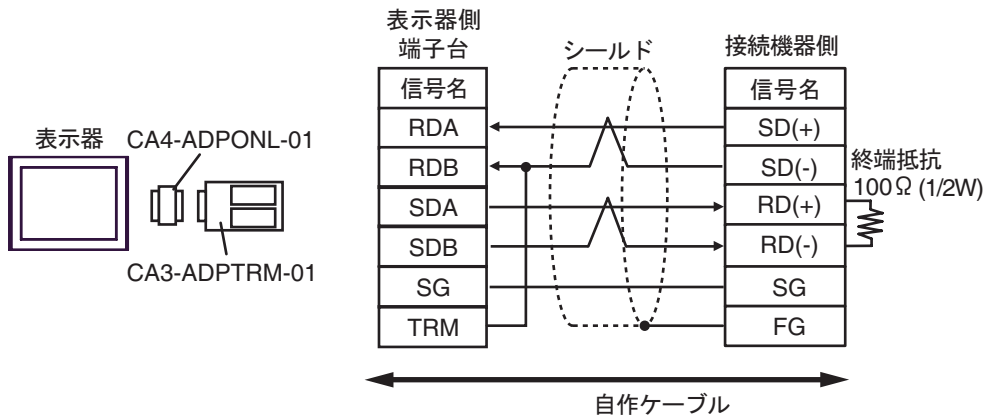 表示器
CA4-ADPONL-01
CA3-ADPTRM-01
表示器側
端子台
信号名
RDA
RDB
SDA
SDB
SG
TRM
シールド
接続機器側
信号名
SD(+)
SD(-)
RD(+)
RD(-)
SG
FG
終端抵抗
100Ω (1/2W)
自作ケーブル